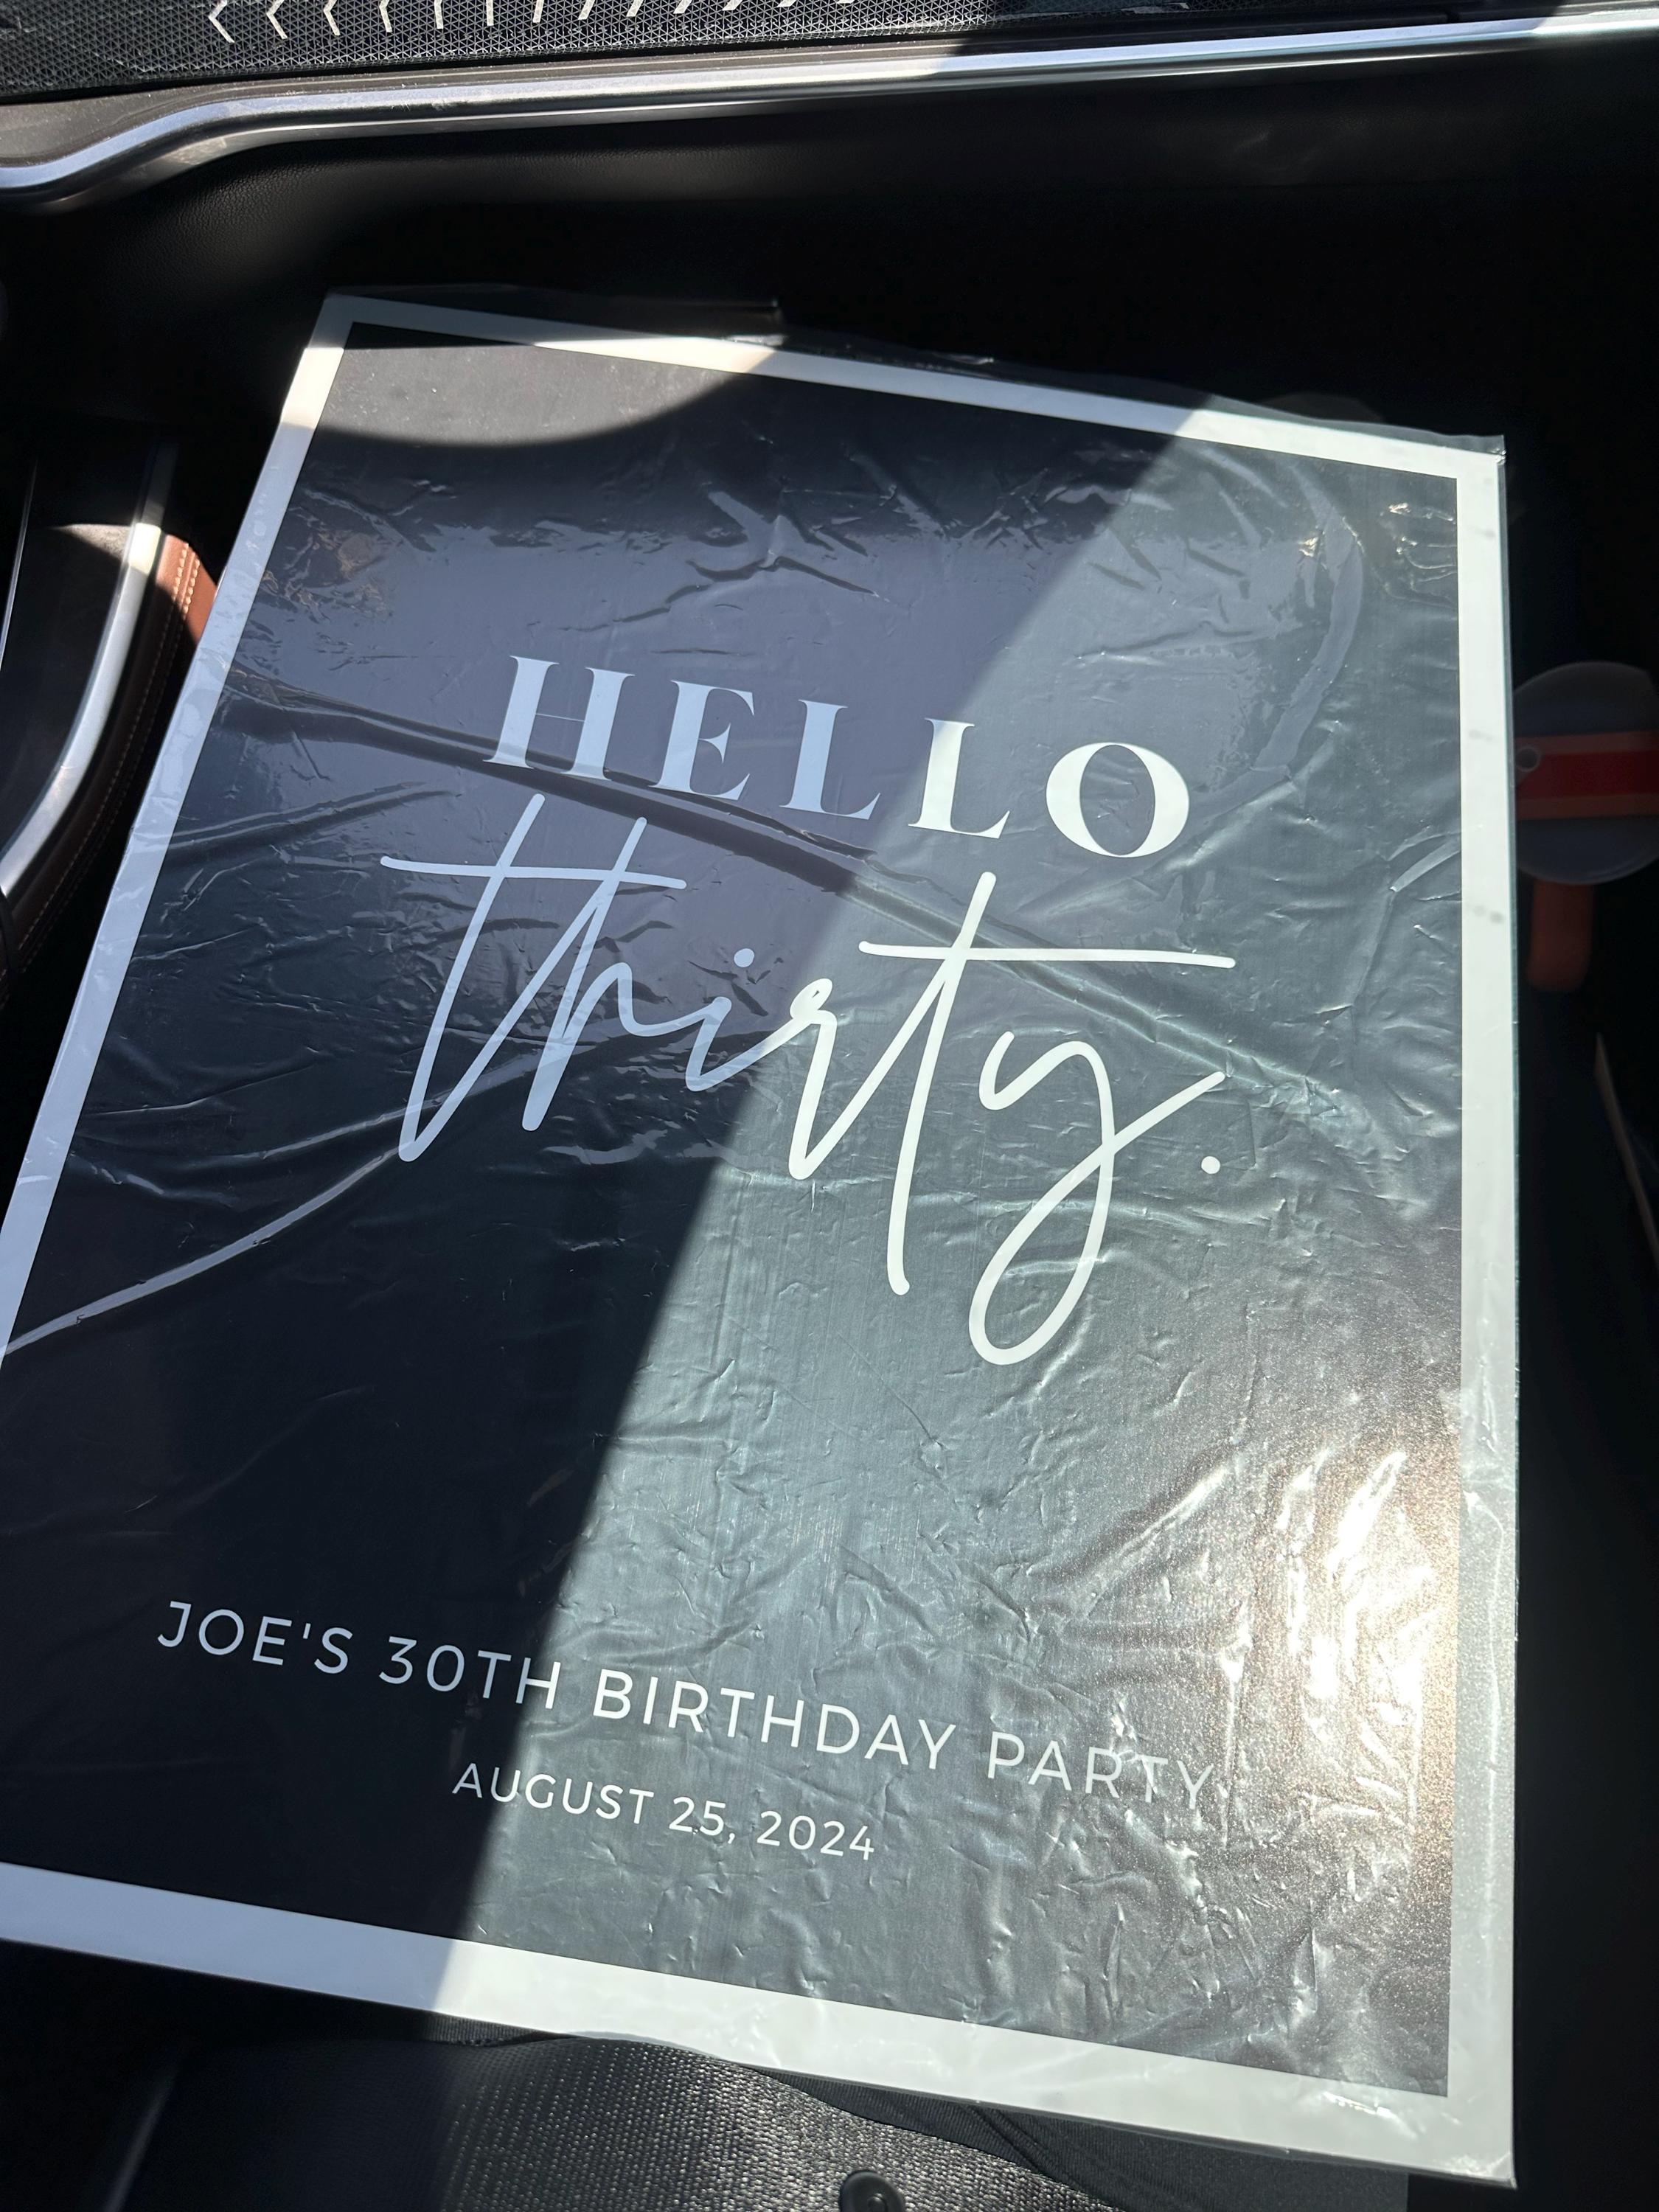 HELLO
thirty.
JOE'S 30TH BIRTHDAY PARTY
AUGUST 25, 2024